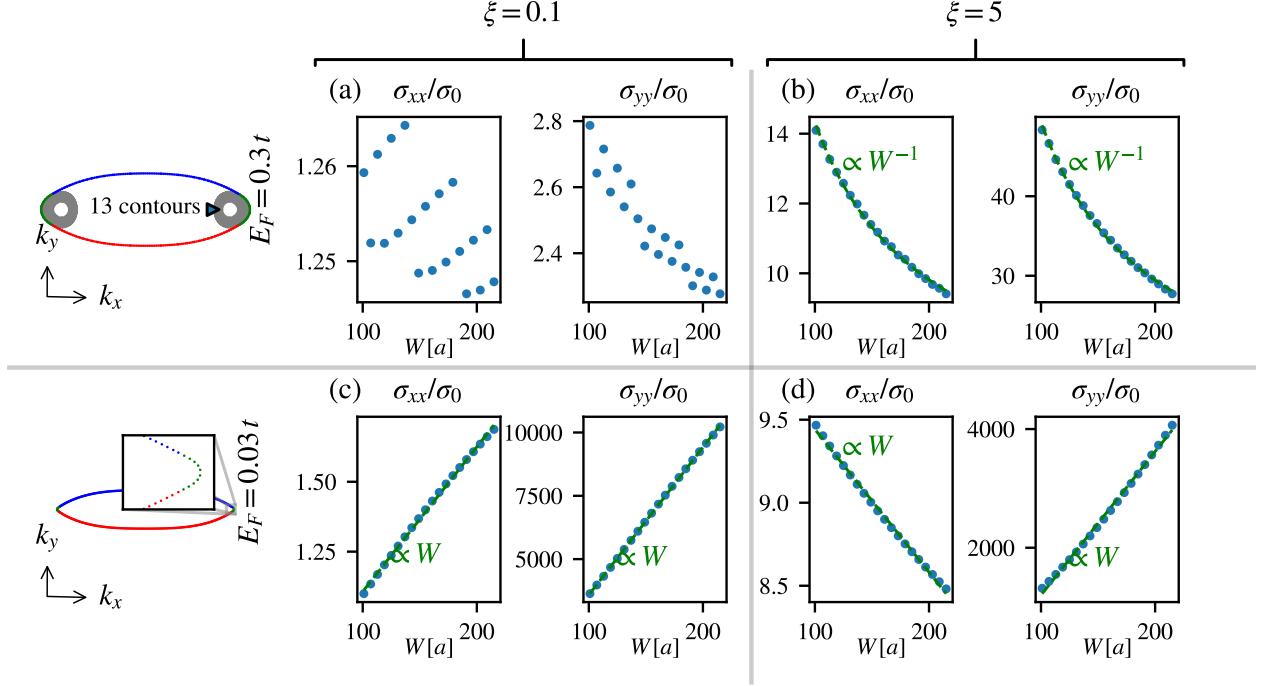 ξ = 0.1
ξ = 5
(a)
σxx/σ0
σyy/σ0
(b)
σxx/σ0
σyy/σ0
13 contours
ky
kx
EF = 0.3 t
1.26
1.25
100
200
W[a]
2.8
2.6
2.4
100
200
W[a]
14
12
10
∝ W−1
100
200
W[a]
40
30
∝ W−1
100
200
W[a]
(c)
σxx/σ0
σyy/σ0
(d)
σxx/σ0
σyy/σ0
ky
kx
EF = 0.03 t
1.50
1.25
∝ W
100
200
W[a]
10000
7500
5000
∝ W
100
200
W[a]
9.5
9.0
8.5
∝ W
100
200
W[a]
4000
2000
∝ W
100
200
W[a]